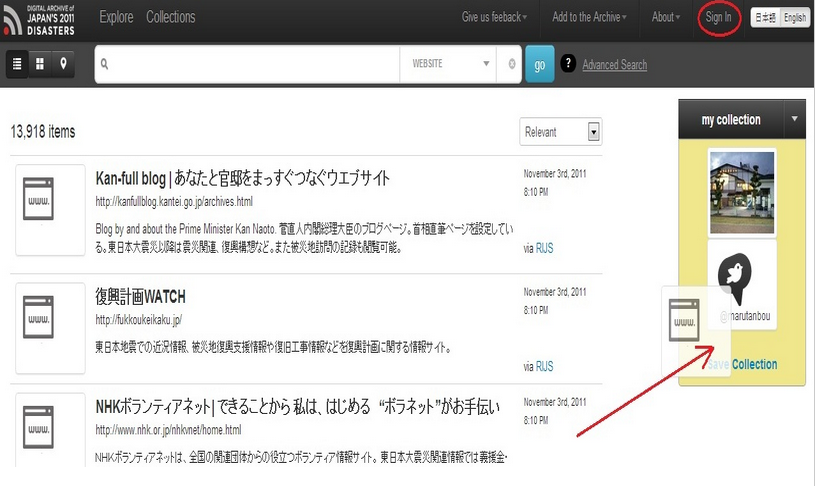 DIGITAL ARCHIVE of
JAPAN'S 2011
DISASTERS
Explore Collections Give us feeback Add to the Archive About Sign In 日本語 English
WEBSITE go ? Advanced Search
13,918 items Relevant
my collection
Kan-full blog | あなたと官邸をまっすぐつなぐウエブサイト November 3rd, 2011
http://kanfullblog.kantei.go.jp/archives.html 8:10 PM
Blog by and about the Prime Minister Kan Naoto. 菅直人内閣総理大臣のブログページ。首相直筆ページを設定してい
る。東日本大震災以降は震災関連、復興構想など。また被災地訪問の記録も閲覧可能。 via RIJS
www.
復興計画WATCH November 3rd, 2011
http://fukkoukeikaku.jp/ 8:10 PM
東日本地震での近況情報、被災地復興支援情報や復旧工事情報などを復興計画に関する情報サイト。
via RIJS
www.
www.
@marutanbou
Save Collection
NHKボランティアネット| できることから 私は、はじめる “ボラネット”がお手伝い November 3rd, 2011
http://www.nhk.or.jp/nhkvnet/home.html 8:10 PM
www.
NHKボランティアネットは、全国の関連団体からの役立つボランティア情報サイト。 東日本大震災関連情報では義援金・